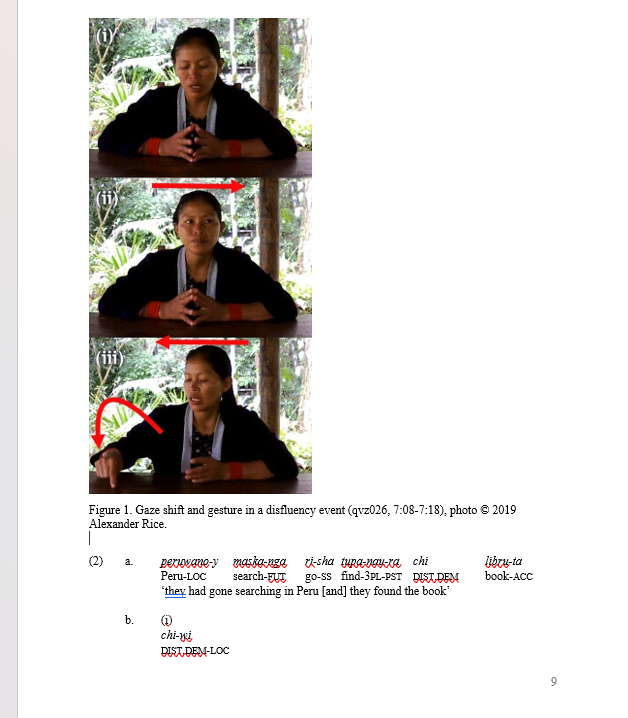 (i)
(ii)
(iii)
Figure 1. Gaze shift and gesture in a disfluency event (qvz026, 7:08-7:18), photo © 2019
Alexander Rice.
(2) a. peruwano-y maska-nga ri-sha tupa-nau-ra chi libru-ta
Peru-LOC search-FUT go-SS find-3PL-PST DIST.DEM book-ACC
‘they had gone searching in Peru [and] they found the book’
b. (i)
chi-wi
DIST.DEM-LOC
9